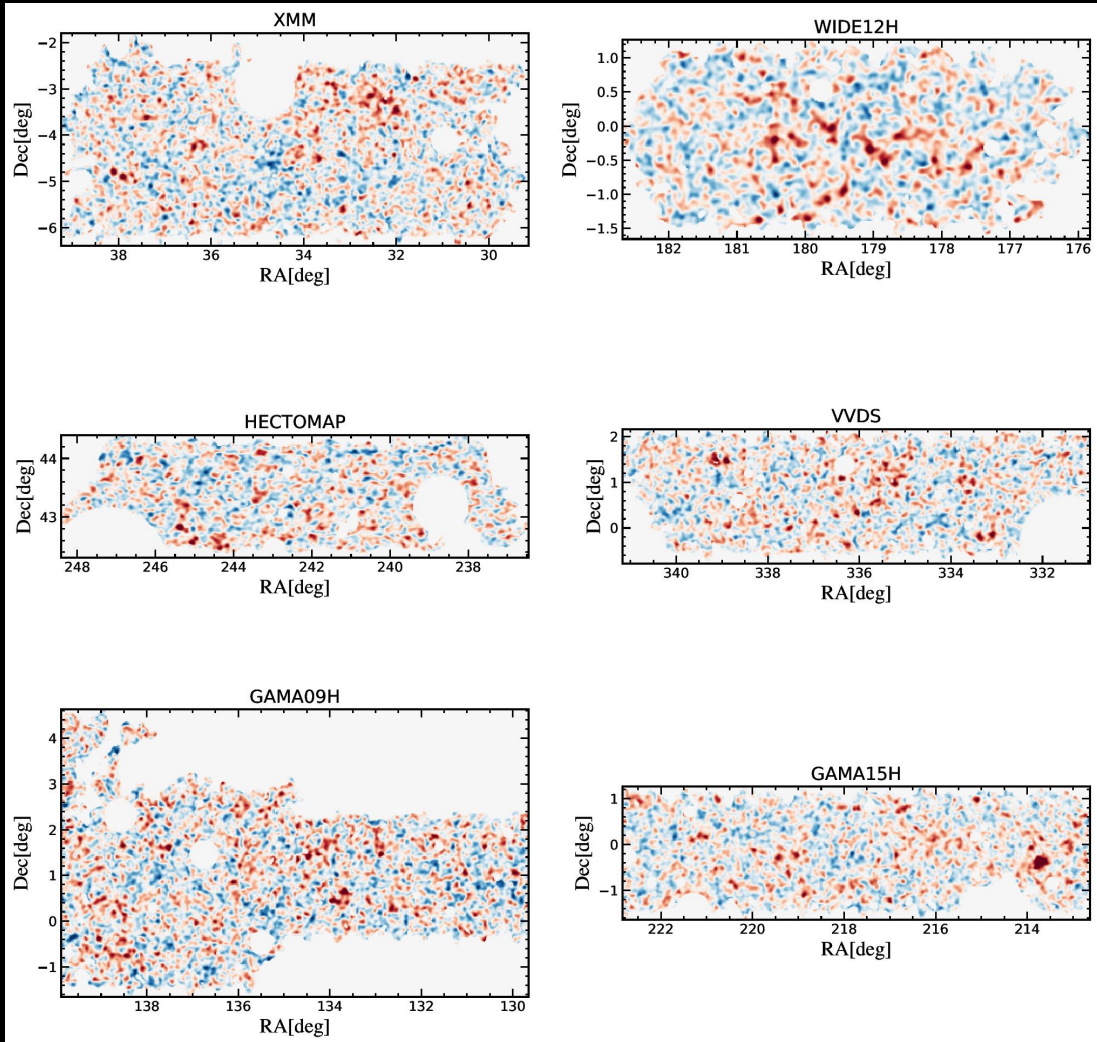 XMM
−2
−3
−4
−5
−6
Dec[deg]
38 36 34 32 30
RA[deg]
WIDE12H
1.0
0.5
0.0
−0.5
−1.0
−1.5
Dec[deg]
182 181 180 179 178 177 176
RA[deg]
HECTOMAP
44
43
Dec[deg]
248 246 244 242 240 238
RA[deg]
VVDS
2
1
0
Dec[deg]
340 338 336 334 332
RA[deg]
GAMA09H
4
3
2
1
0
−1
Dec[deg]
138 136 134 132 130
RA[deg]
GAMA15H
1
0
−1
Dec[deg]
222 220 218 216 214
RA[deg]